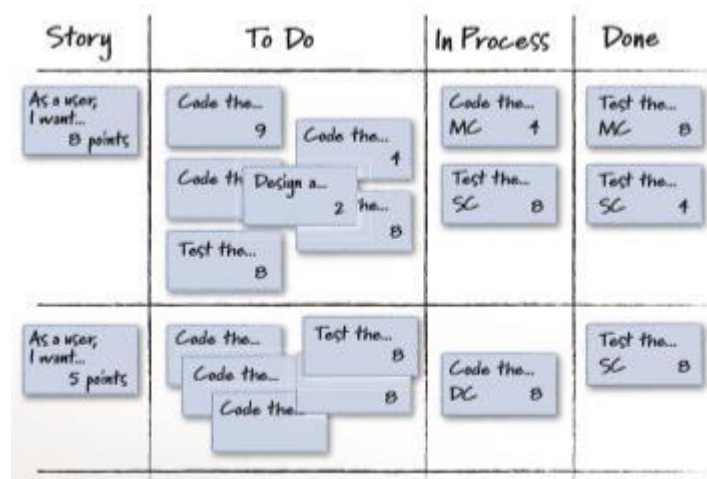 Story
To Do
In Process
Done
As a user,
I want...
8 points
Code the...
9
Code the...
4
Code th
Design a...
2
he...
8
Test the...
8
Code the...
MC 4
Test the...
SC 8
Test the...
MC 8
Test the...
SC 4
As a user,
I want...
5 points
Code the...
Code the...
Code the...
Test the...
8
8
Code the...
DC 8
Test the...
SC 8